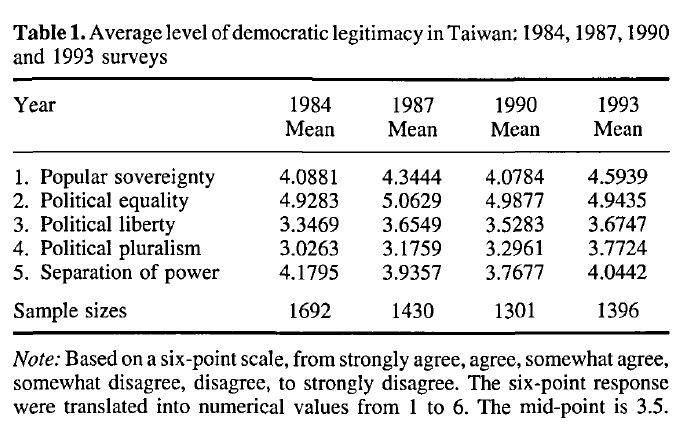 Table 1. Average level of democratic legitimacy in Taiwan: 1984, 1987, 1990
and 1993 surveys
Year 1984 1987 1990 1993
Mean Mean Mean Mean
1. Popular sovereignty 4.0881 4.3444 4.0784 4.5939
2. Political equality 4.9283 5.0629 4.9877 4.9435
3. Political liberty 3.3469 3.6549 3.5283 3.6747
4. Political pluralism 3.0263 3.1759 3.2961 3.7724
5. Separation of power 4.1795 3.9357 3.7677 4.0442
Sample sizes 1692 1430 1301 1396
Note: Based on a six-point scale, from strongly agree, agree, somewhat agree,
somewhat disagree, disagree, to strongly disagree. The six-point response
were translated into numerical values from 1 to 6. The mid-point is 3.5.